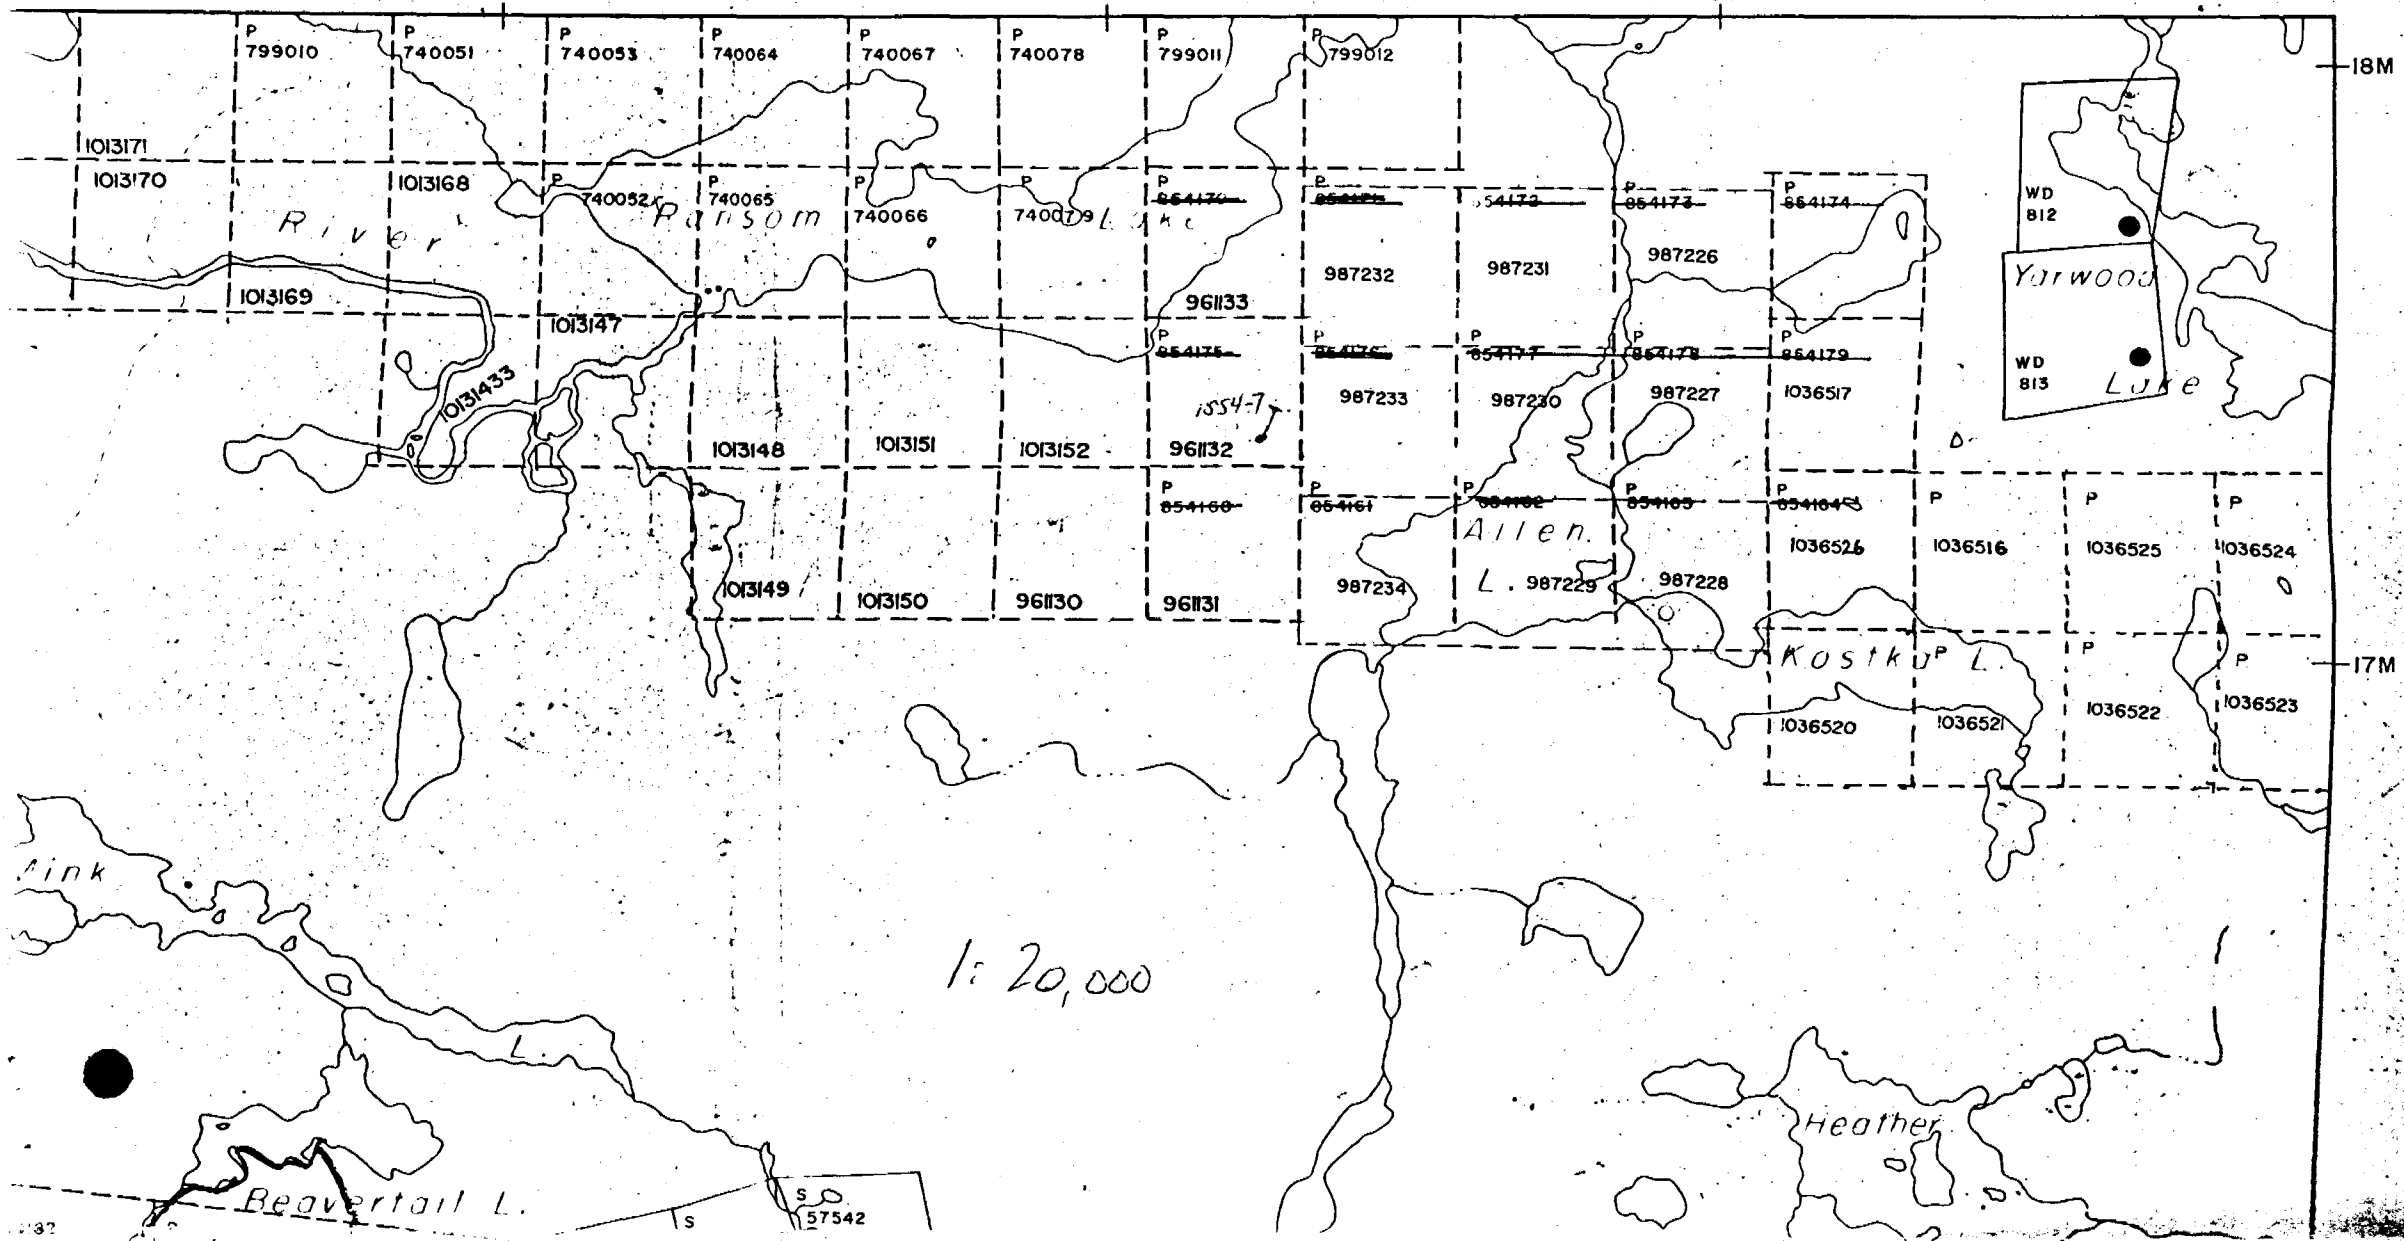 P P P P P P P P
799010 740051 740053 740064 740067 740078 799011 799012
18M
1013171
1013170 1013168
P P P P P P P P
740052 740065 740066 740079 854170 854172 854173 854174
WD
812
River Ransom Lake
987232 987231 987226
Yarwood
1013169 961133
1013147
P P P P P
854175 854176 854177 854178 854179
WD
813
Lake
1013143
1554-7
987233 987230 987227 1036517
1013148 1013151 1013152 961132
P P P P P P P
854160 854161 854162 854163 854164
Allen
L.
1036526 1036516 1036525 1036524
1013149 1013150 961130 961131
987234 987229 987228
Kostka L.
P P P
17M
1036520 1036521 1036522 1036523
Mink
1:20,000
L.
Heather
Beavertail L.
S
57542
S